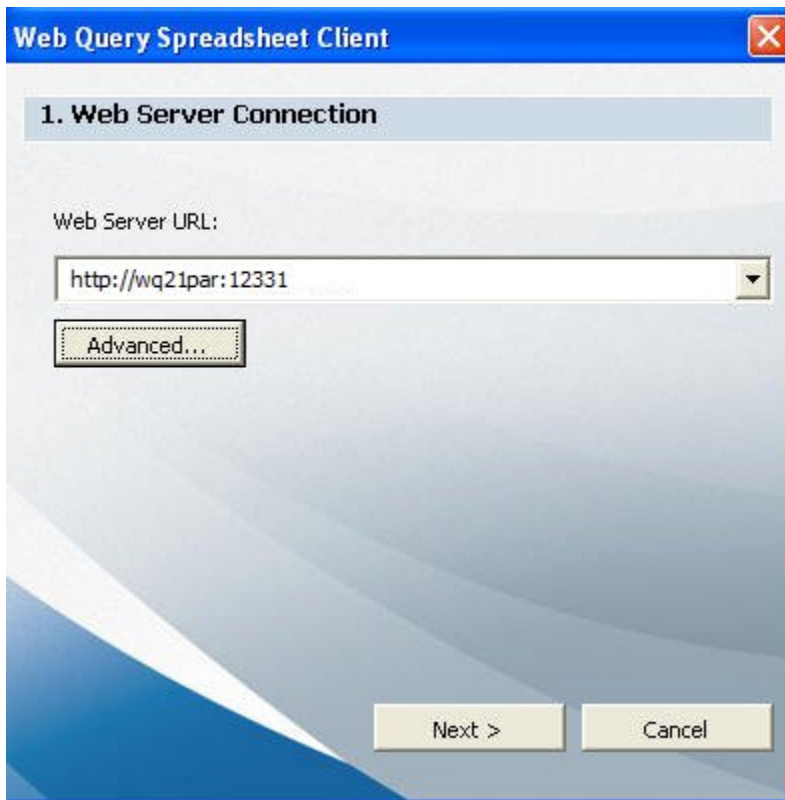 Web Query Spreadsheet Client
1. Web Server Connection
Web Server URL:
http://wq21par:12331
Advanced...
Next > Cancel